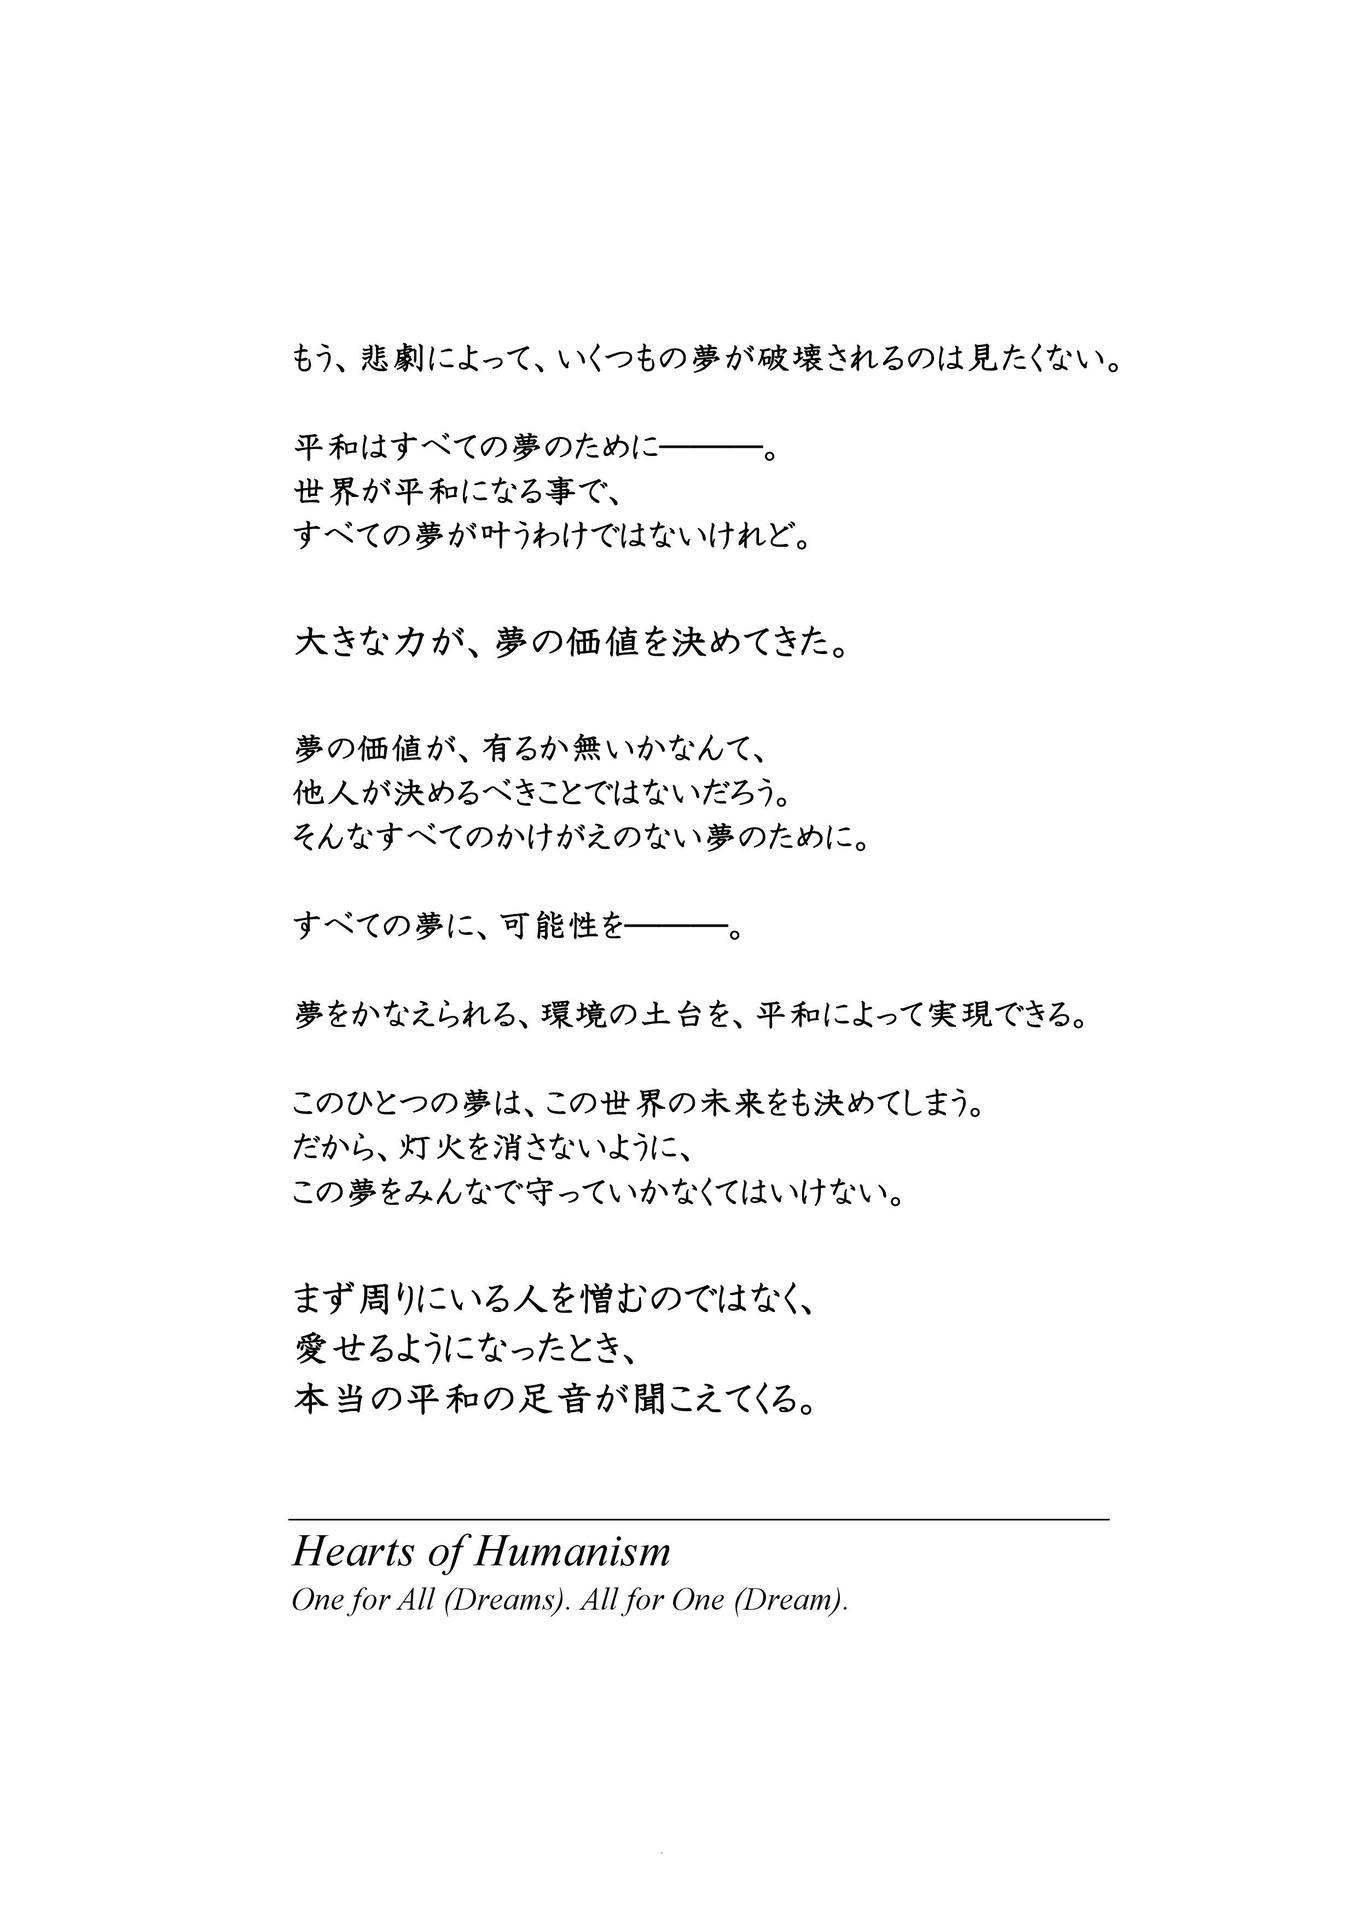 もう、悲劇によって、いくつもの夢が破壊されるのは見たくない。
平和はすべての夢のために―――。
世界が平和になる事で、
すべての夢が叶うわけではないけれど。
大きな力が、夢の価値を決めてきた。
夢の価値が、有るか無いかなんて、
他人が決めるべきことではないだろう。
そんなすべてのかけがえのない夢のために。
すべての夢に、可能性を―――。
夢をかなえられる、環境の土台を、平和によって実現できる。
このひとつの夢は、この世界の未来をも決めてしまう。
だから、灯火を消さないように、
この夢をみんなで守っていかなくてはいけない。
まず周りにいる人を憎むのではなく、
愛せるようになったとき、
本当の平和の足音が聞こえてくる。
Hearts of Humanism
One for All (Dreams). All for One (Dream).